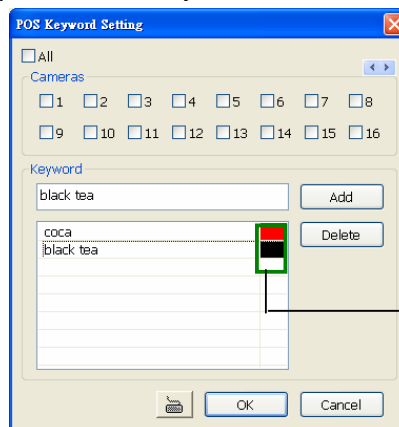 POS Keyword Setting
All
Cameras
1 2 3 4 5 6 7 8
9 10 11 12 13 14 15 16
Keyword
black tea Add
coca Delete
black tea
OK Cancel